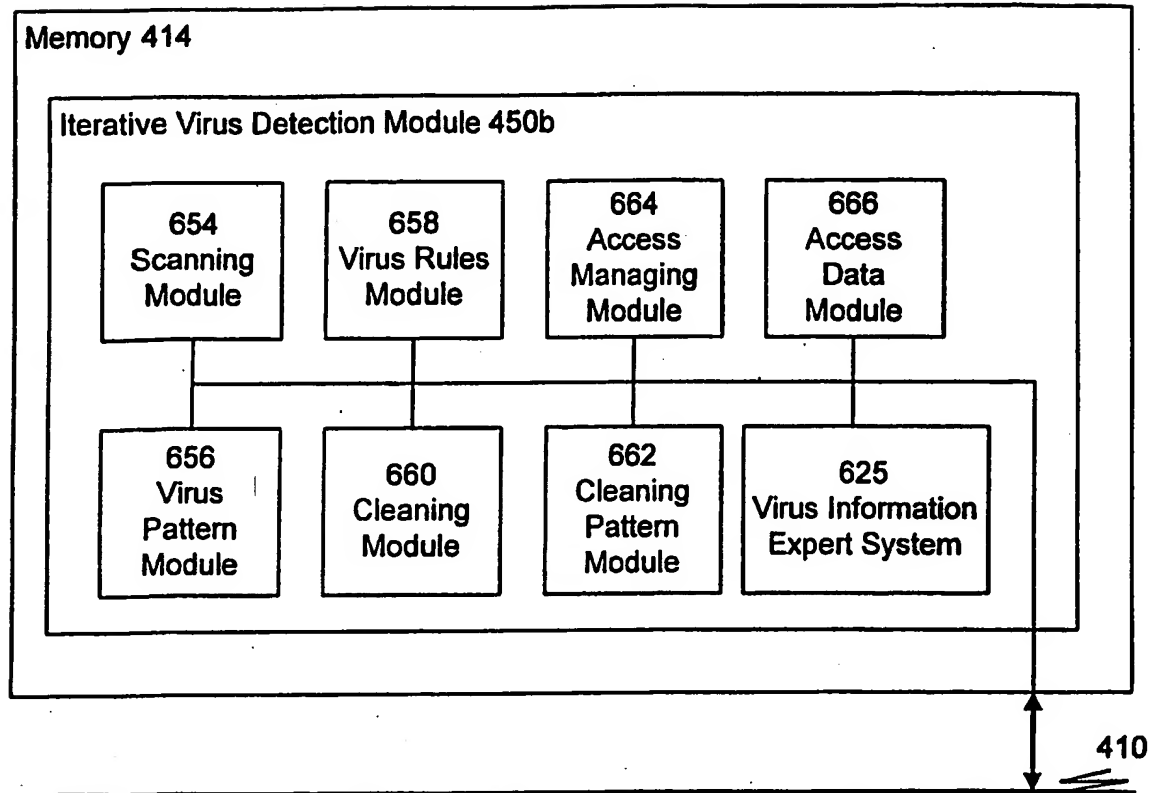 Memory 414
Iterative Virus Detection Module 450b
654
Scanning
Module
658
Virus Rules
Module
664
Access
Managing
Module
666
Access
Data
Module
656
Virus
Pattern
Module
660
Cleaning
Module
662
Cleaning
Pattern
Module
625
Virus Information
Expert System
410